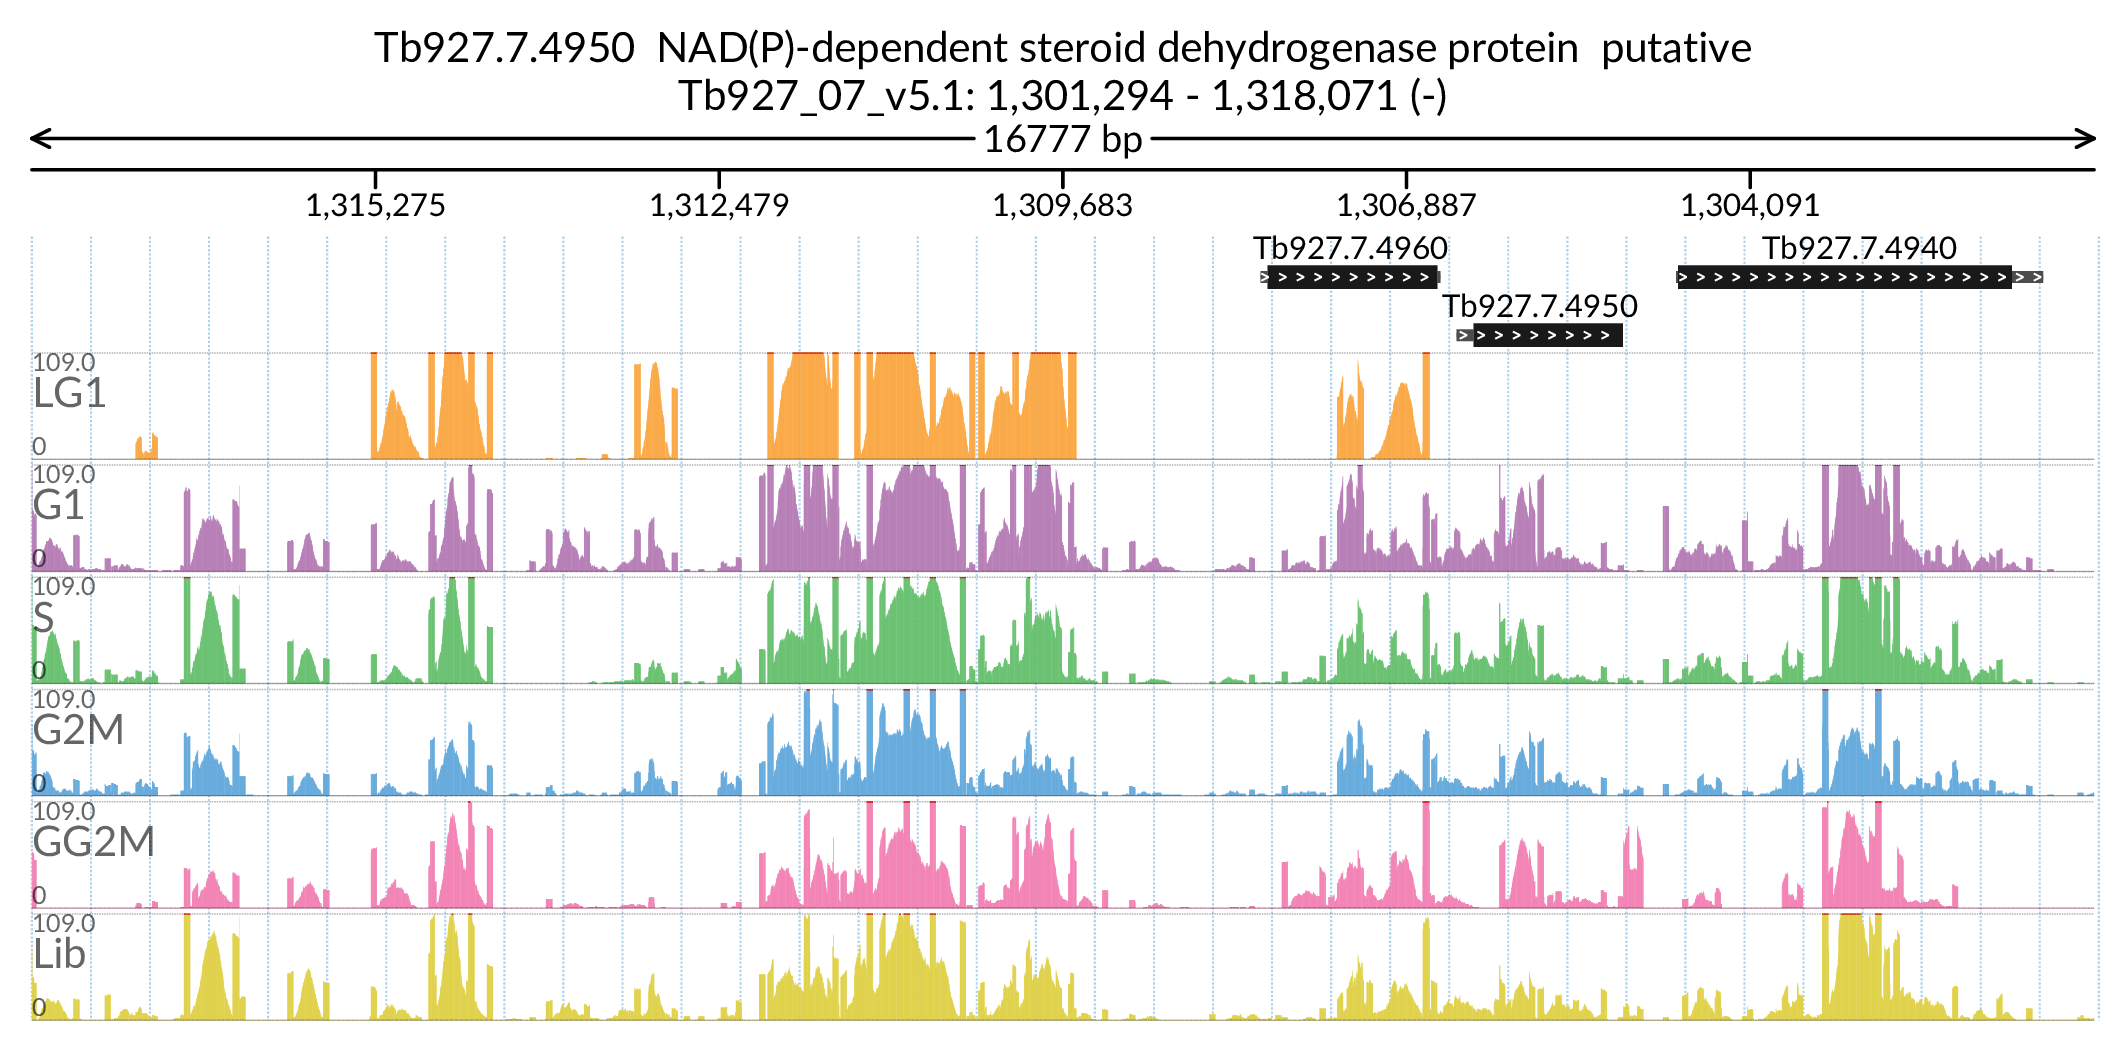 Tb927.7.4950 NAD(P)-dependent steroid dehydrogenase protein putative
Tb927_07_v5.1: 1,301,294 - 1,318,071 (-)
16777 bp
1,315,275 1,312,479 1,309,683 1,306,887 1,304,091
Tb927.7.4960 Tb927.7.4940
Tb927.7.4950
109.0
LG1
0
109.0
G1
0
109.0
S
0
109.0
G2M
0
109.0
GG2M
0
109.0
Lib
0